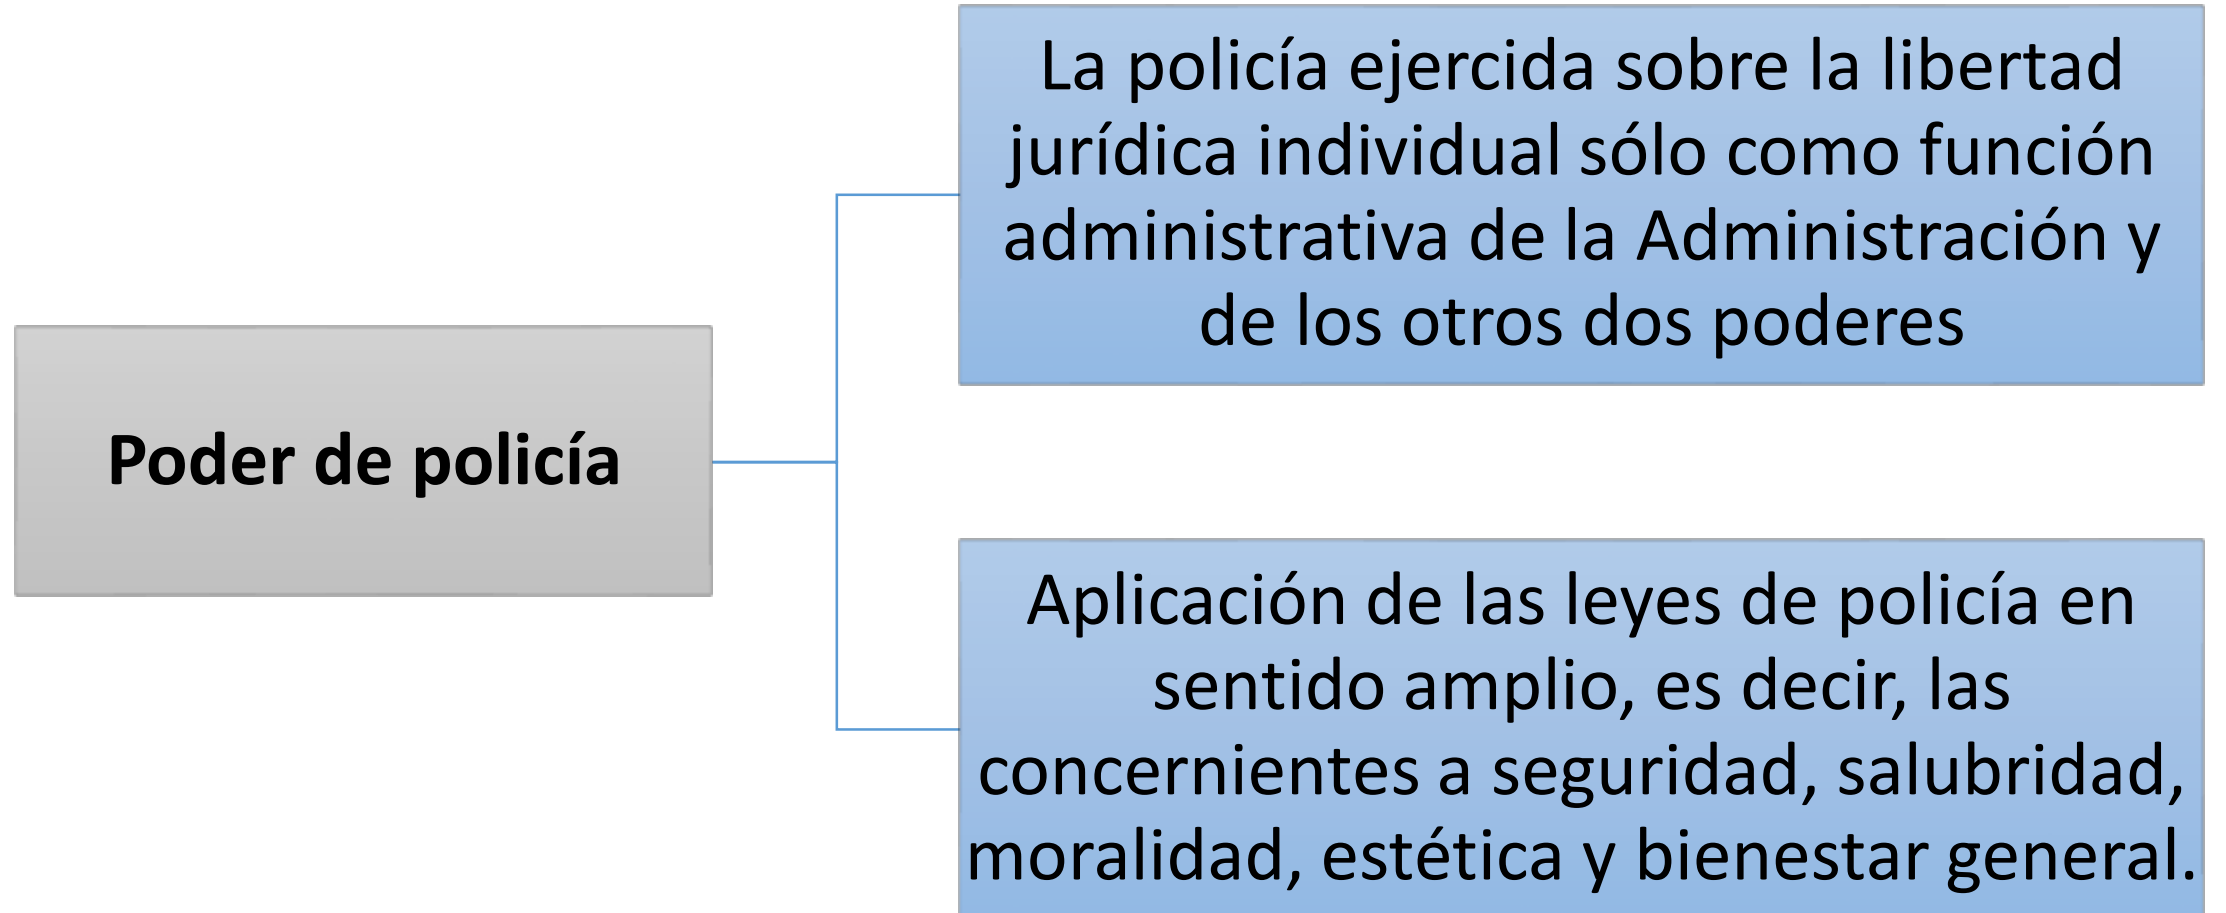 Poder de policía
La policía ejercida sobre la libertad
jurídica individual sólo como función
administrativa de la Administración y
de los otros dos poderes
Aplicación de las leyes de policía en
sentido amplio, es decir, las
concernientes a seguridad, salubridad,
moralidad, estética y bienestar general.